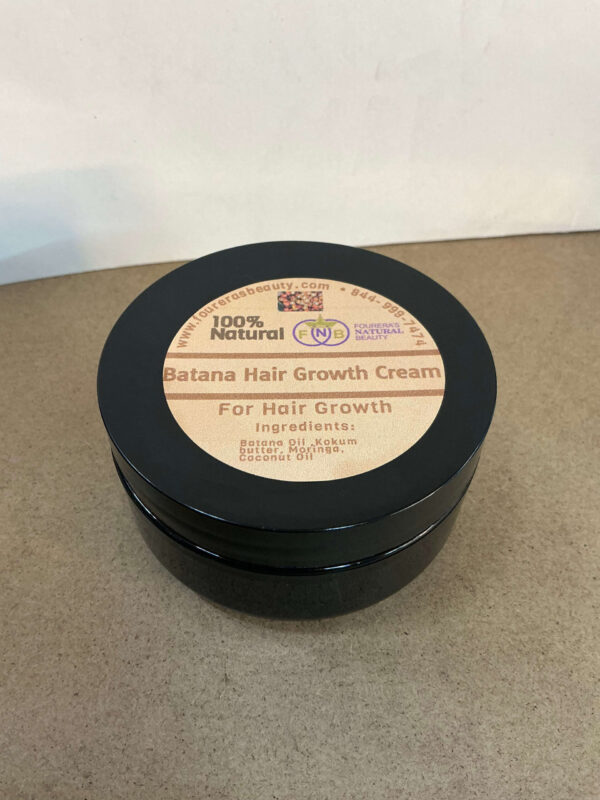 www.fourerasbeauty.com • 844-999-7474
100%
Natural
FNB
FOURERA'S
NATURAL
BEAUTY
Batana Hair Growth Cream
For Hair Growth
Ingredients:
Batana Oil ,Kokum
butter, Moringa,
Coconut Oil